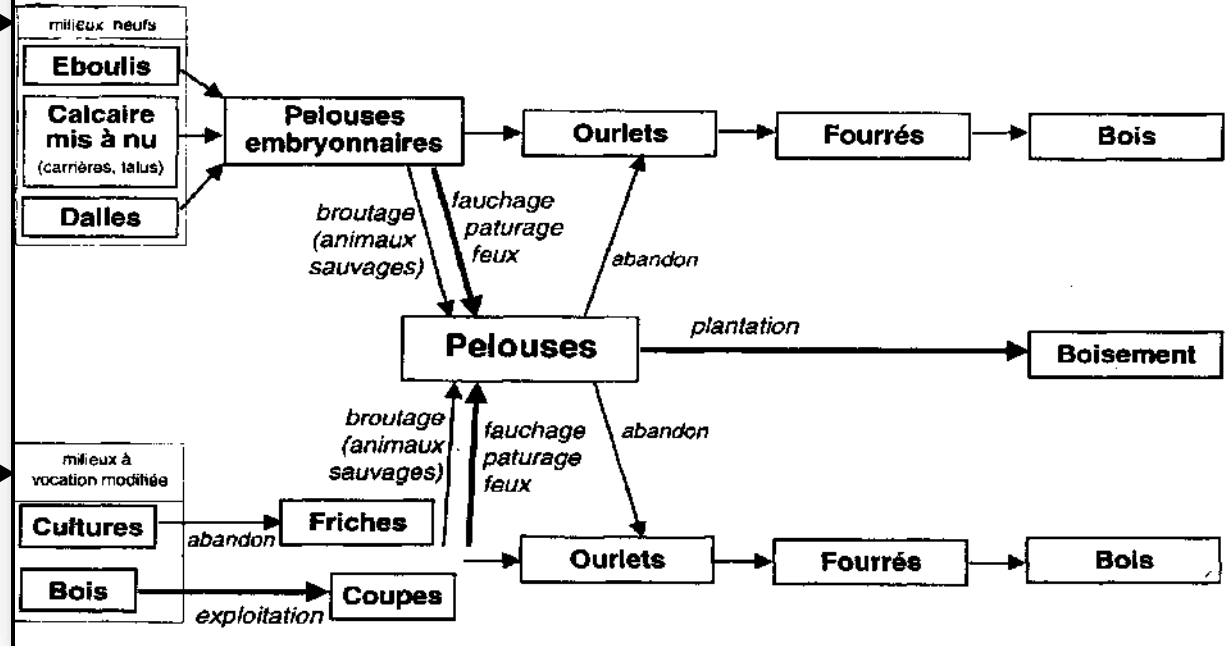 milieux neufs
Eboulis
Calcaire
mis à nu
(carrières, talus)
Dalles
Pelouses
embryonnaires
Ourlets
Fourrés
Bois
broutage
(animaux
sauvages)
fauchage
paturage
feux
abandon
Pelouses
plantation
Boisement
broutage
(animaux
sauvages)
fauchage
paturage
feux
abandon
milieux à
vocation modifiée
Cultures
abandon
Friches
Bois
exploitation
Coupes
Ourlets
Fourrés
Bois